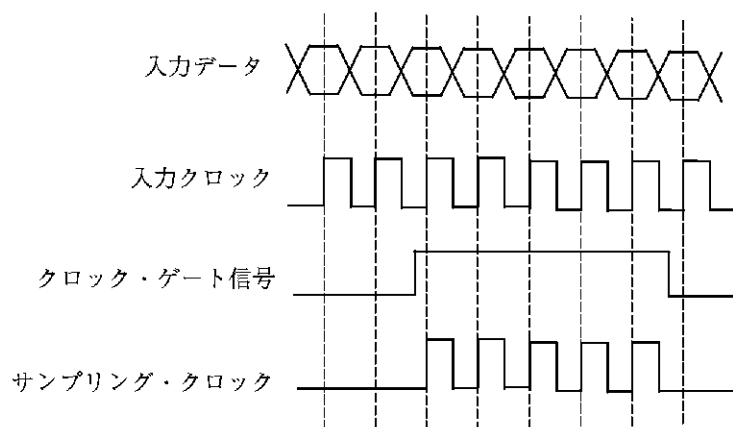 入力データ
入力クロック
クロック・ゲート信号
サンプリング・クロック